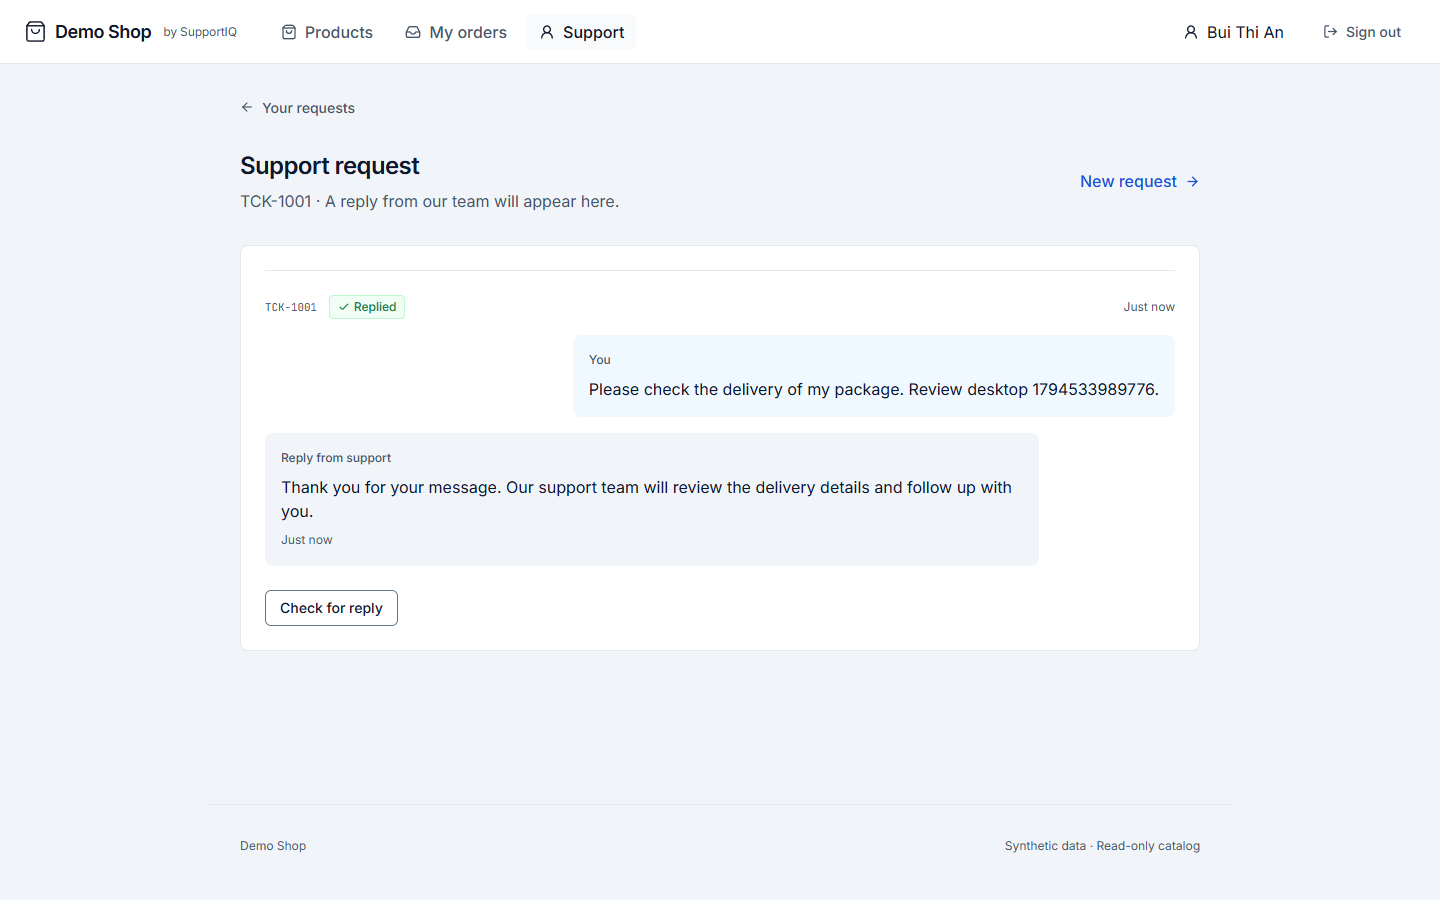 Demo Shop by SupportIQ Products My orders Support Bui Thi An Sign out
Your requests
Support request
New request
TCK-1001 · A reply from our team will appear here.
TCK-1001 Replied Just now
You
Please check the delivery of my package. Review desktop 1794533989776.
Reply from support
Thank you for your message. Our support team will review the delivery details and follow up with
you.
Just now
Check for reply
Demo Shop Synthetic data · Read-only catalog